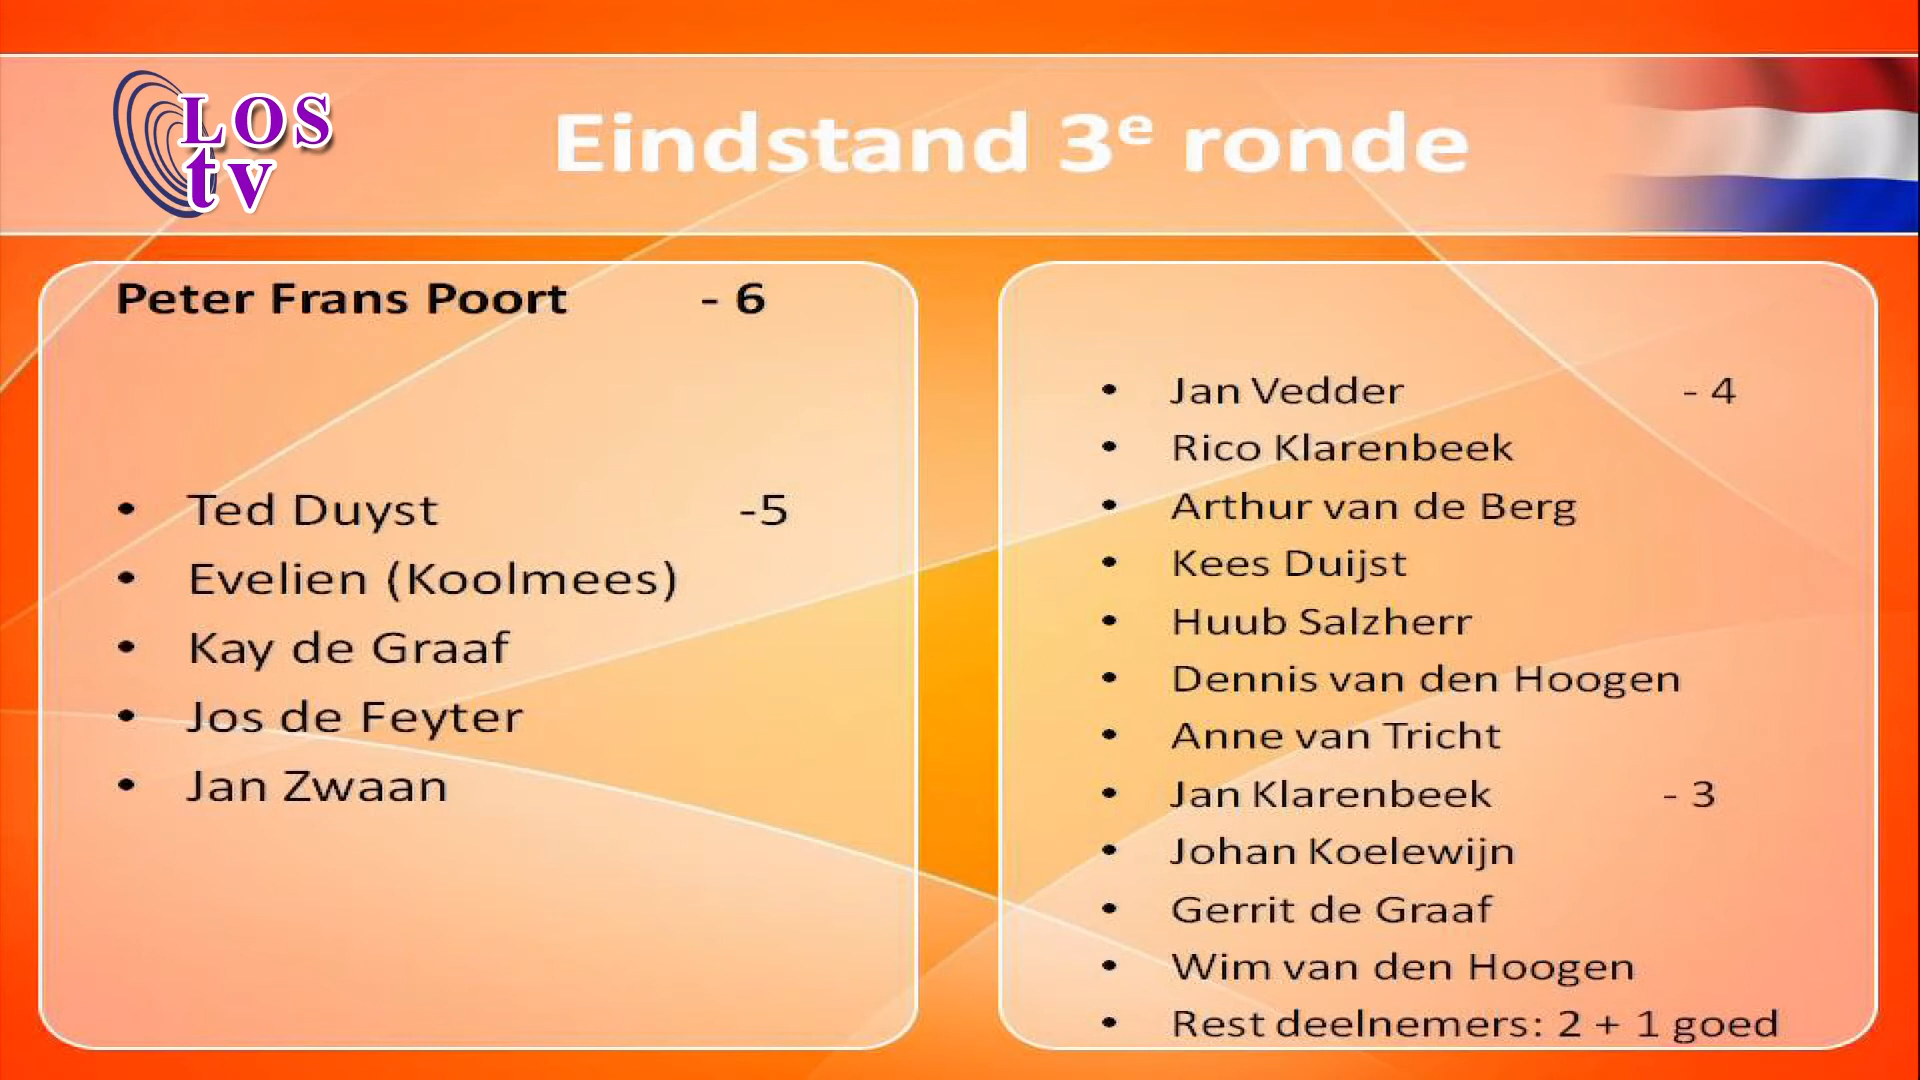 LOS
tv
Eindstand 3e ronde
Peter Frans Poort - 6
• Ted Duyst -5
• Evelien (Koolmees)
• Kay de Graaf
• Jos de Feyter
• Jan Zwaan
• Jan Vedder - 4
• Rico Klarenbeek
• Arthur van de Berg
• Kees Duijst
• Huub Salzherr
• Dennis van den Hoogen
• Anne van Tricht
• Jan Klarenbeek - 3
• Johan Koelewijn
• Gerrit de Graaf
• Wim van den Hoogen
• Rest deelnemers: 2 + 1 goed